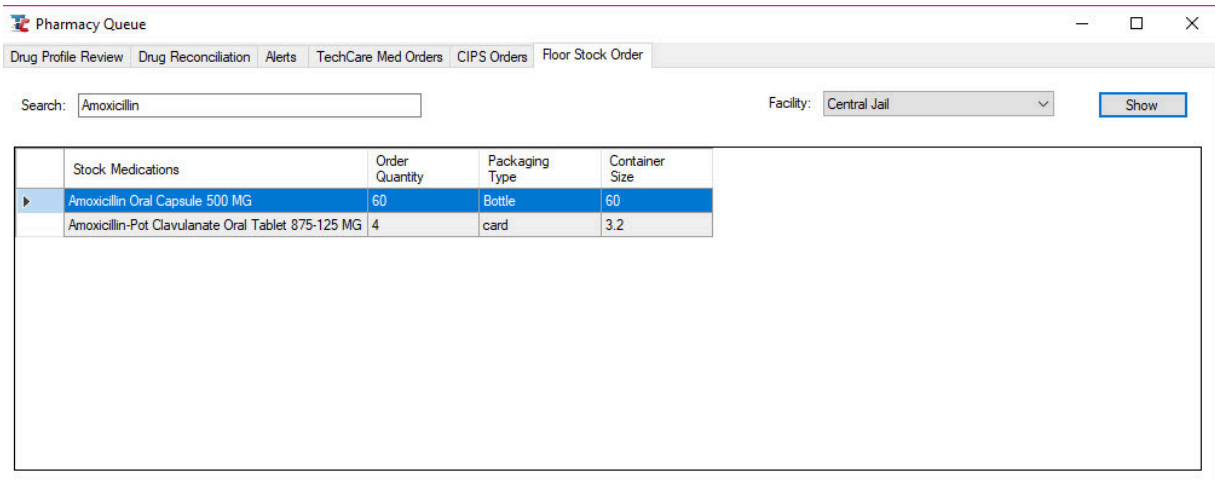 Pharmacy Queue
Drug Profile Review Drug Reconciliation Alerts TechCare Med Orders CIPS Orders Floor Stock Order
Search: Amoxicillin Facility: Central Jail Show
Stock Medications Order Quantity Packaging Type Container Size
Amoxicillin Oral Capsule 500 MG 60 Bottle 60
Amoxicillin-Pot Clavulanate Oral Tablet 875-125 MG 4 card 3.2